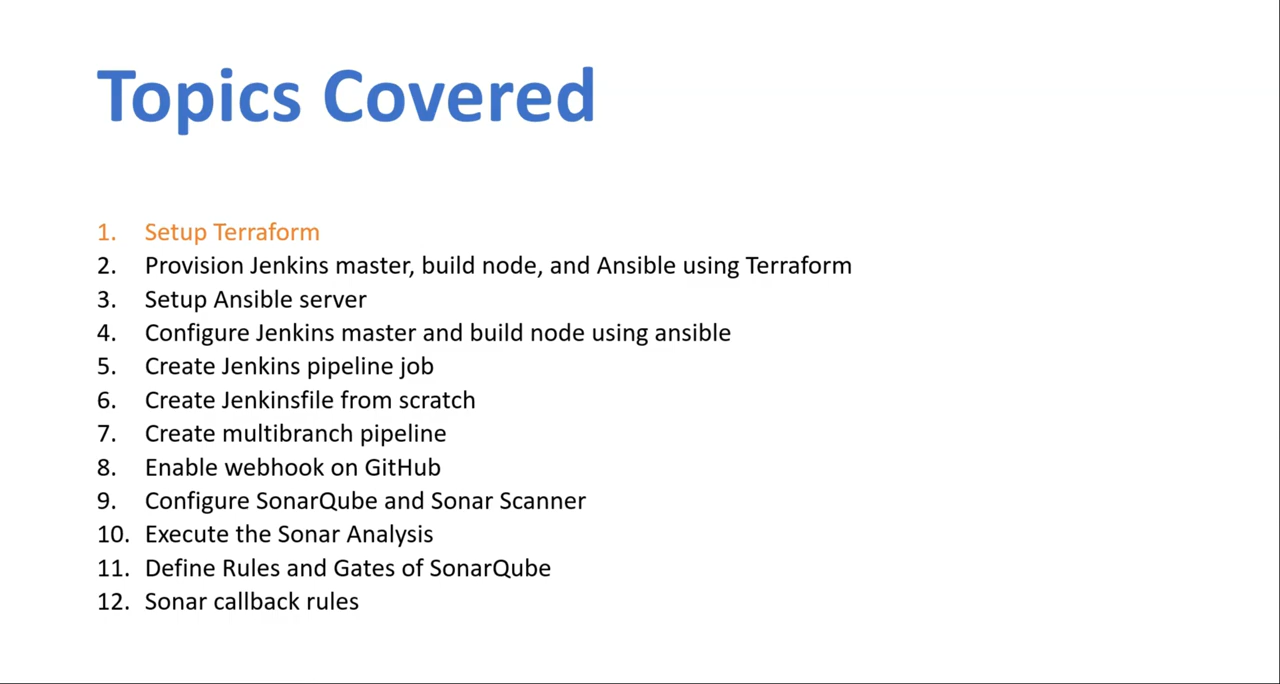 Topics Covered
1. Setup Terraform
2. Provision Jenkins master, build node, and Ansible using Terraform
3. Setup Ansible server
4. Configure Jenkins master and build node using ansible
5. Create Jenkins pipeline job
6. Create Jenkinsfile from scratch
7. Create multibranch pipeline
8. Enable webhook on GitHub
9. Configure SonarQube and Sonar Scanner
10. Execute the Sonar Analysis
11. Define Rules and Gates of SonarQube
12. Sonar callback rules